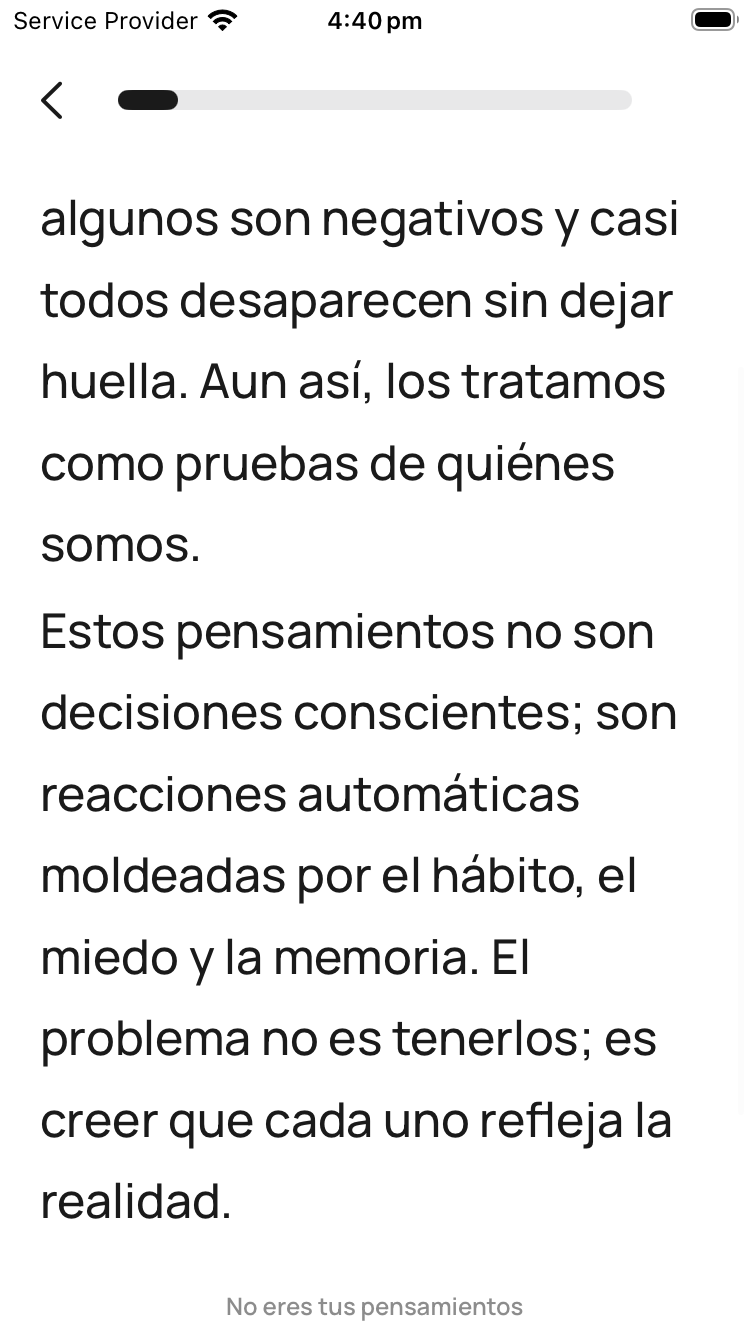 Service Provider 4:40 pm
algunos son negativos y casi
todos desaparecen sin dejar
huella. Aun así, los tratamos
como pruebas de quiénes
somos.
Estos pensamientos no son
decisiones conscientes; son
reacciones automáticas
moldeadas por el hábito, el
miedo y la memoria. El
problema no es tenerlos; es
creer que cada uno refleja la
realidad.
No eres tus pensamientos